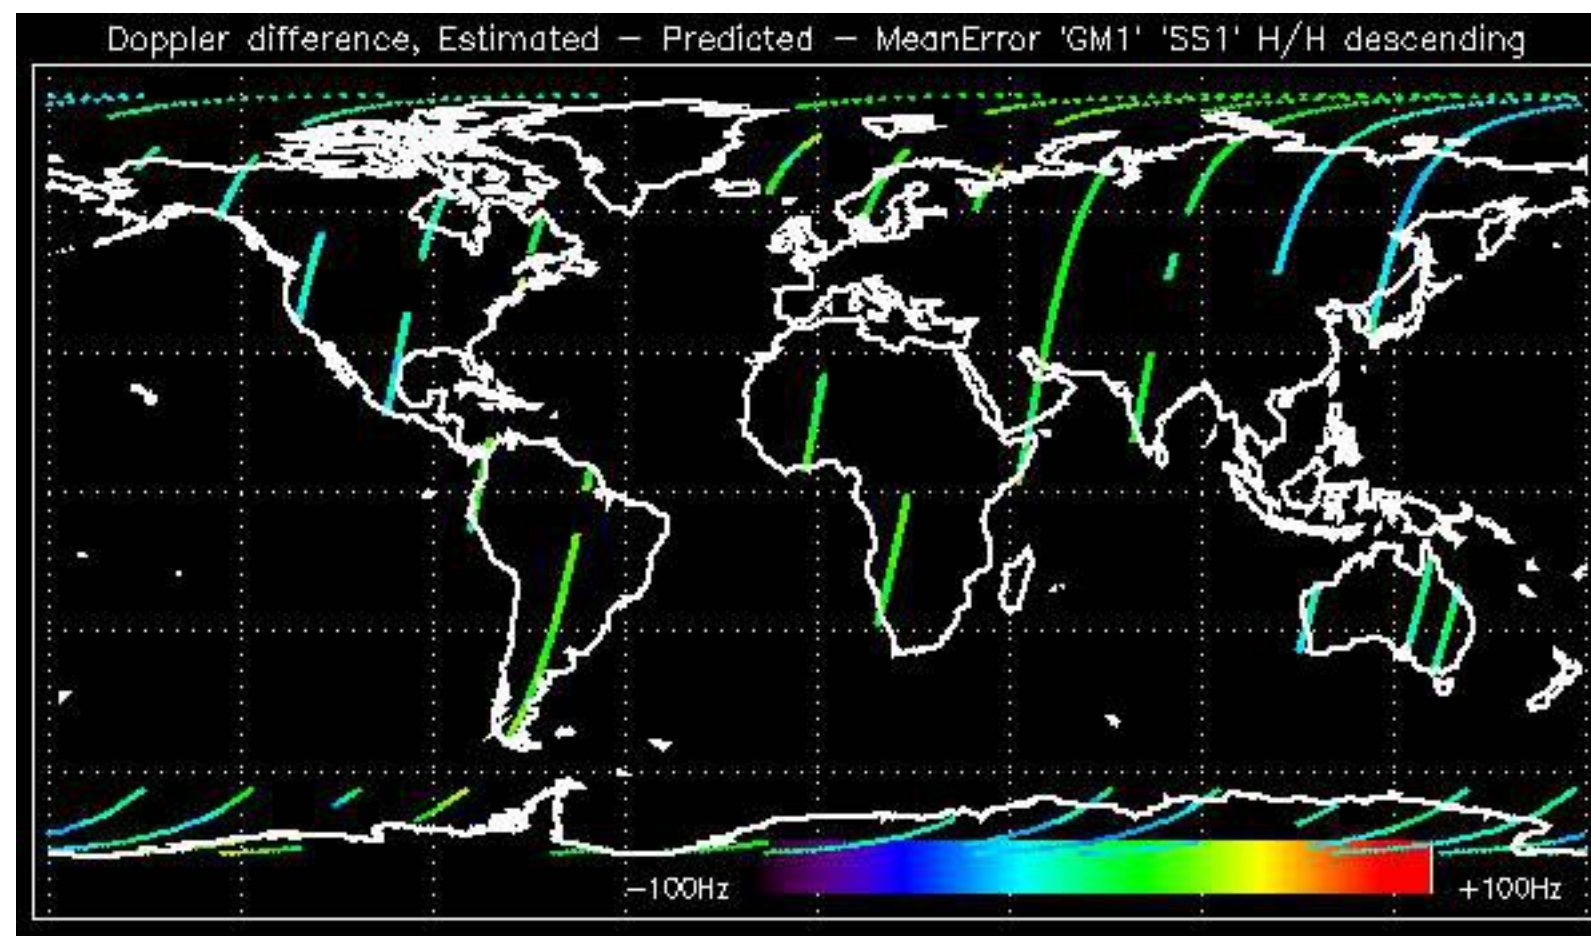 Doppler difference, Estimated – Predicted – MeanError 'GM1' 'SS1' H/H descending
–100Hz +100Hz